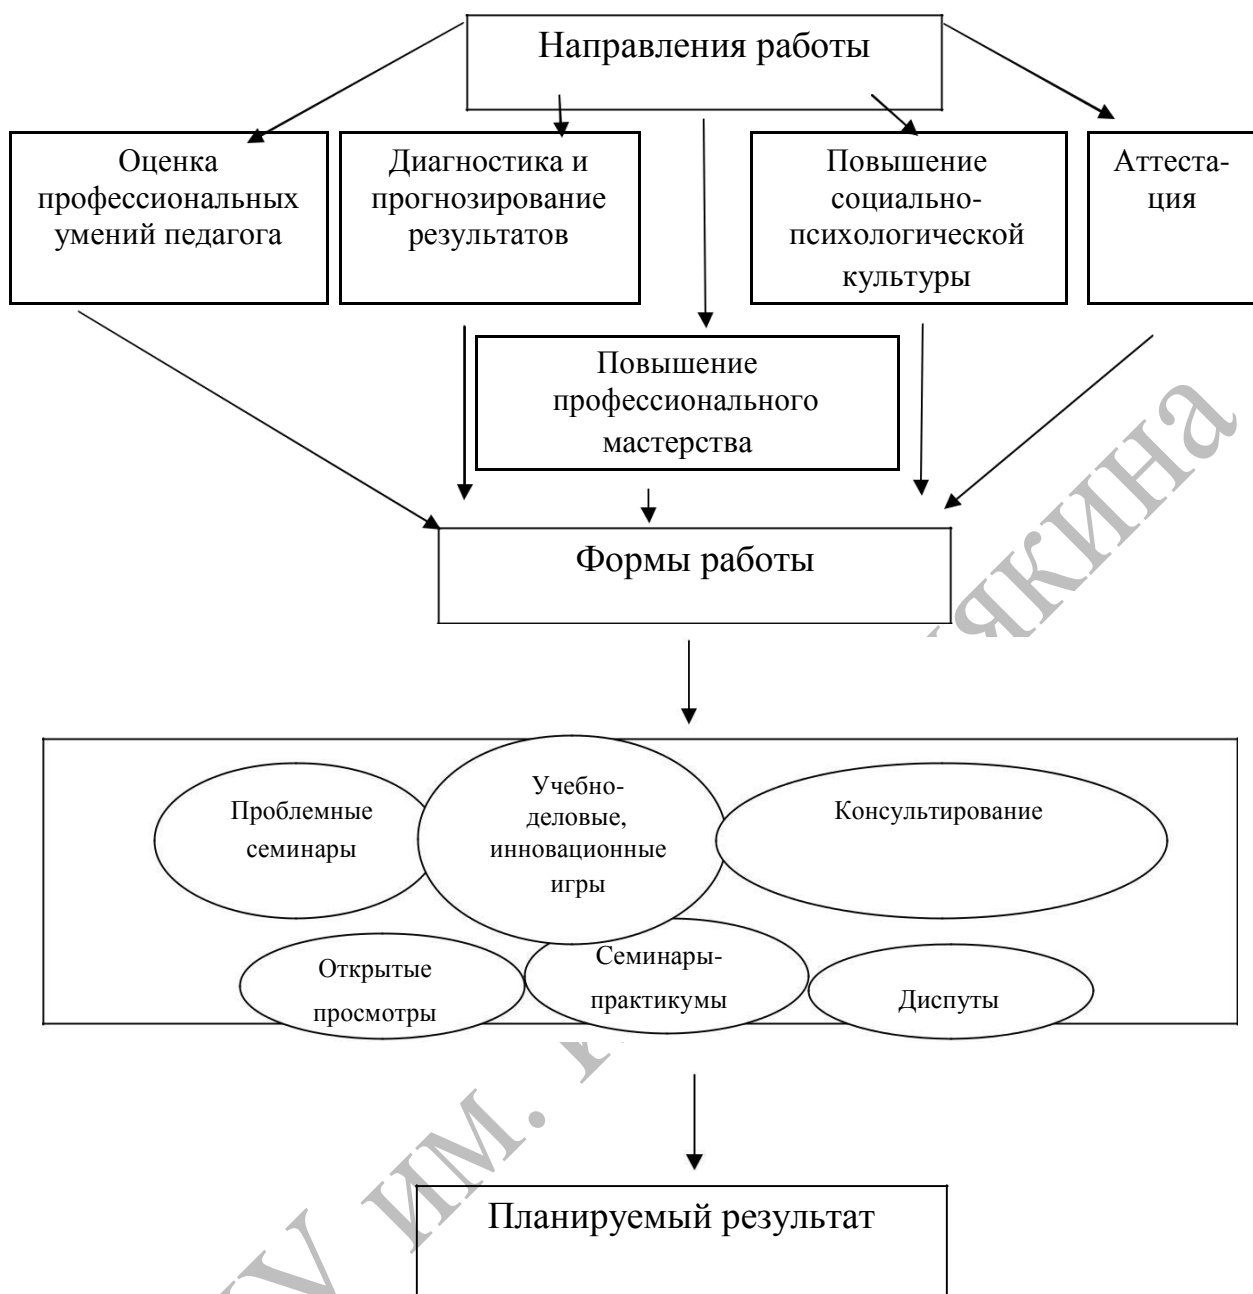 Направления работы
Оценка
профессиональных
умений педагога
Диагностика и
прогнозирование
результатов
Повышение
социально-
психологической
культуры
Аттеста-
ция
Повышение
профессионального
мастерства
Формы работы
Проблемные
семинары
Учебно-
деловые,
инновационные
игры
Консультирование
Открытые
просмотры
Семинары-
практикумы
Диспуты
Планируемый результат
им.